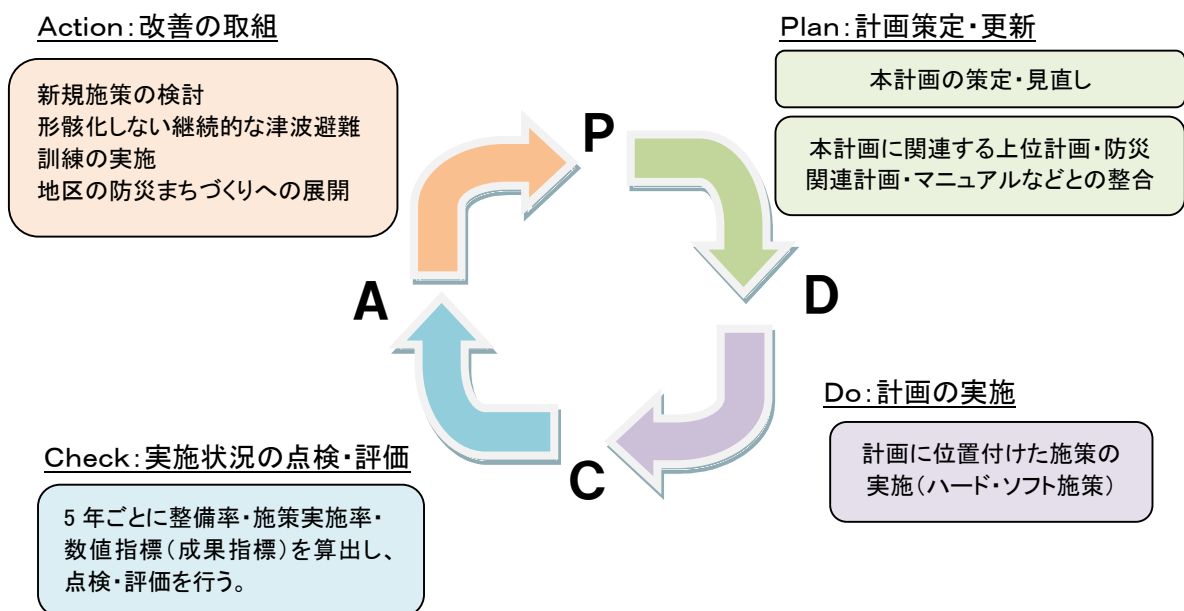 Action：改善の取組
新規施策の検討
形骸化しない継続的な津波避難
訓練の実施
地区の防災まちづくりへの展開
Plan：計画策定・更新
本計画の策定・見直し
本計画に関連する上位計画・防災
関連計画・マニュアルなどとの整合
P
D
A
C
Do：計画の実施
計画に位置付けた施策の
実施（ハード・ソフト施策）
Check：実施状況の点検・評価
5 年ごとに整備率・施策実施率・
数値指標（成果指標）を算出し、
点検・評価を行う。